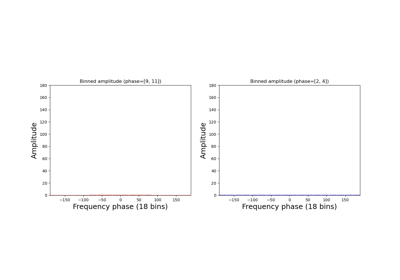 Binned amplitude (phase=[9, 11])
Binned amplitude (phase=[2, 4])
Amplitude
180
160
140
120
100
80
60
40
20
0
−150 −100 −50 0 50 100 150
Frequency phase (18 bins)
Amplitude
180
160
140
120
100
80
60
40
20
0
−150 −100 −50 0 50 100 150
Frequency phase (18 bins)